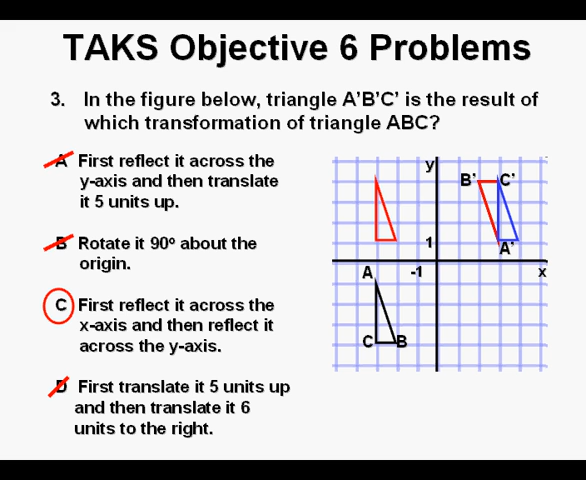 TAKS Objective 6 Problems
3. In the figure below, triangle A’B’C’ is the result of
which transformation of triangle ABC?
A First reflect it across the
y-axis and then translate
it 5 units up.
B Rotate it 90º about the
origin.
C First reflect it across the
x-axis and then reflect it
across the y-axis.
D First translate it 5 units up
and then translate it 6
units to the right.
y
B’ C’
1 A’
A -1 x
C B